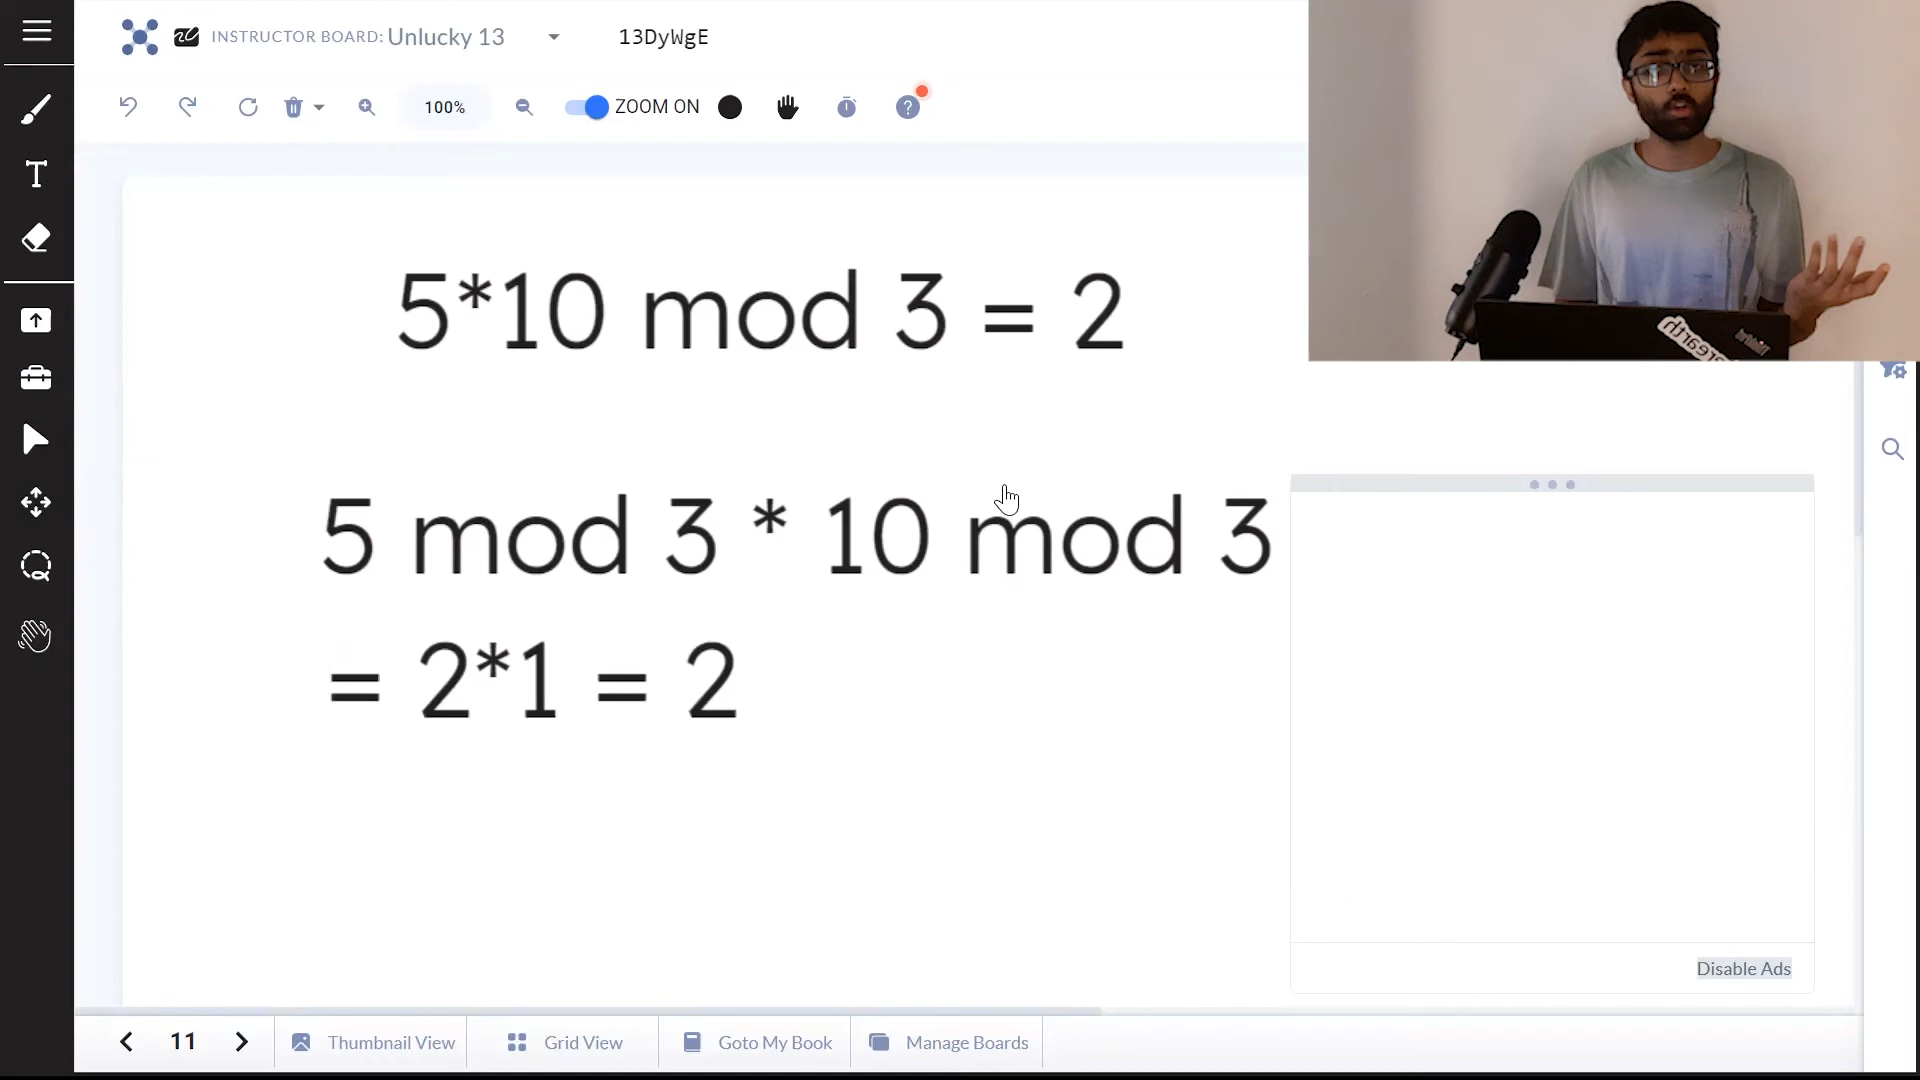 INSTRUCTOR BOARD: Unlucky 13
13DyWgE
100%
ZOOM ON
?
T
5*10 mod 3 = 2
5 mod 3 * 10 mod 3
= 2*1 = 2
Disable Ads
11
Thumbnail View
Grid View
Goto My Book
Manage Boards